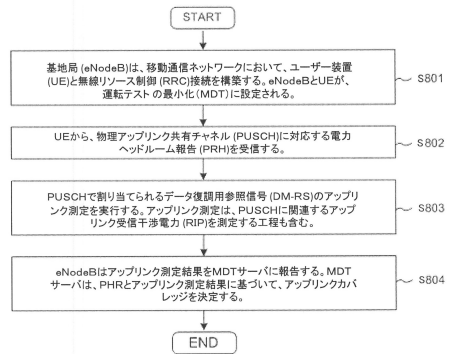 START
基地局 (eNodeB)は、移動通信ネットワークにおいて、ユーザー装置
(UE)と無線リソース制御 (RRC)接続を構築する。eNodeBとUEが、
運転テストの最小化(MDT)に設定される。
S801
UEから、物理アップリンク共有チャネル (PUSCH)に対応する電力
ヘッドルーム報告 (PRH)を受信する。
S802
PUSCHで割り当てられるデータ復調用参照信号 (DM-RS)のアップリ
ンク測定を実行する。アップリンク測定は、PUSCHに関連するアップ
リンク受信干渉電力 (RIP)を測定する工程も含む。
S803
eNodeBはアップリンク測定結果をMDTサーバに報告する。MDT
サーバは、PHRとアップリンク測定結果に基づいて、アップリンクカバ
レッジを決定する。
S804
END